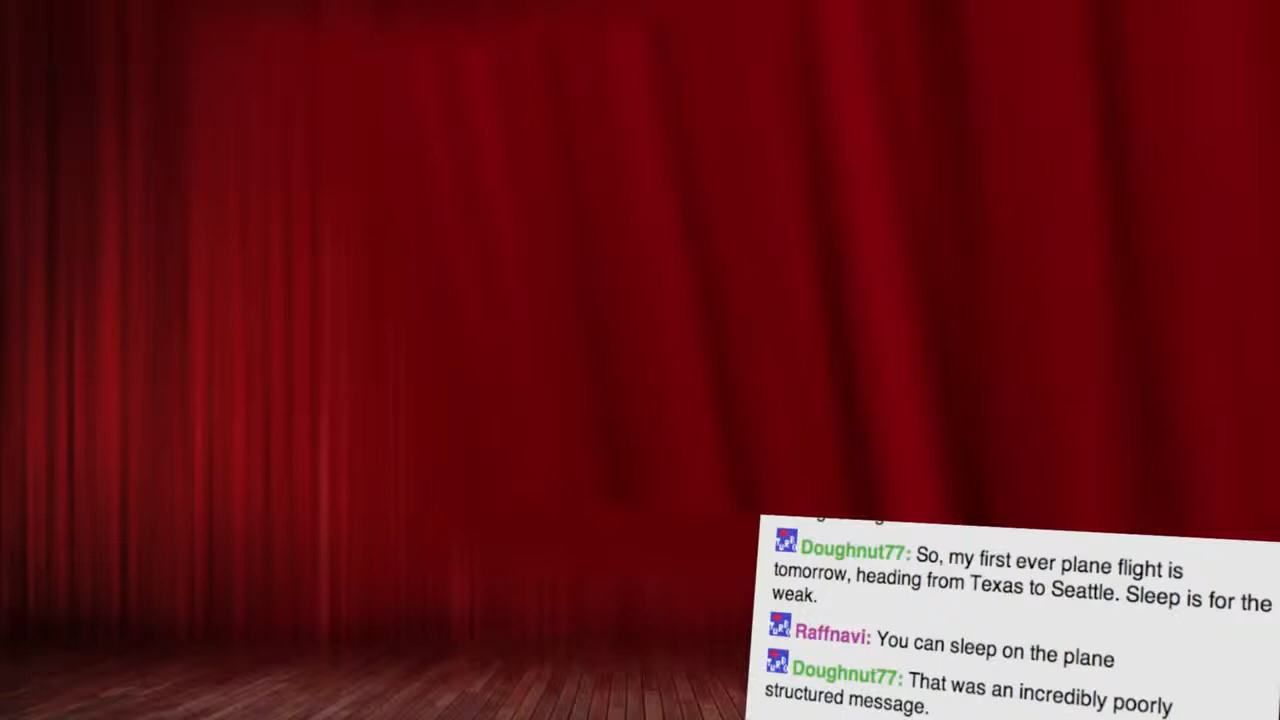 Doughnut77: So, my first ever plane flight is
tomorrow, heading from Texas to Seattle. Sleep is for the
weak.
Raffnavi: You can sleep on the plane
Doughnut77: That was an incredibly poorly
structured message.